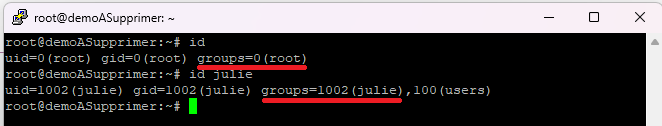 root@demoASupprimer: ~
root@demoASupprimer:~# id
uid=0(root) gid=0(root) groups=0(root)
root@demoASupprimer:~# id julie
uid=1002(julie) gid=1002(julie) groups=1002(julie),100(users)
root@demoASupprimer:~#